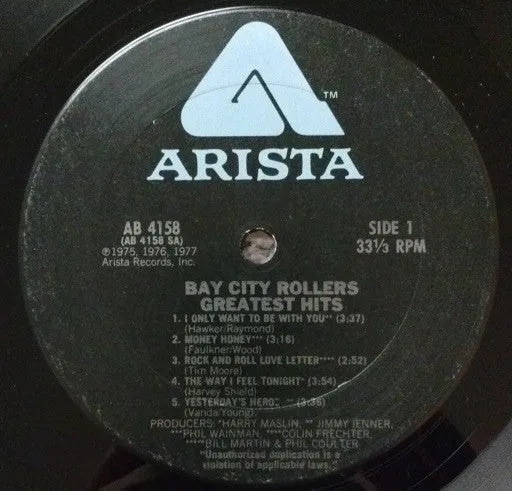 TM
ARISTA
AB 4158
(AB 4158 SA)
℗1975, 1976, 1977
Arista Records, Inc.
SIDE 1
33⅓ RPM
BAY CITY ROLLERS
GREATEST HITS
1. I ONLY WANT TO BE WITH YOU** (3:37)
(Hawker/Raymond)
2. MONEY HONEY*** (3:16)
(Faulkner/Wood)
3. ROCK AND ROLL LOVE LETTER**** (2:52)
(Tim Moore)
4. THE WAY I FEEL TONIGHT* (3:54)
(Harvey Shield)
5. YESTERDAY'S HERO (3:36)
(Vanda/Young)
PRODUCERS: *HARRY MASLIN, ** JIMMY IENNER,
***PHIL WAINMAN, ****COLIN FRECHTER,
*****BILL MARTIN & PHIL COULTER
"Unauthorized duplication is a
violation of applicable laws."